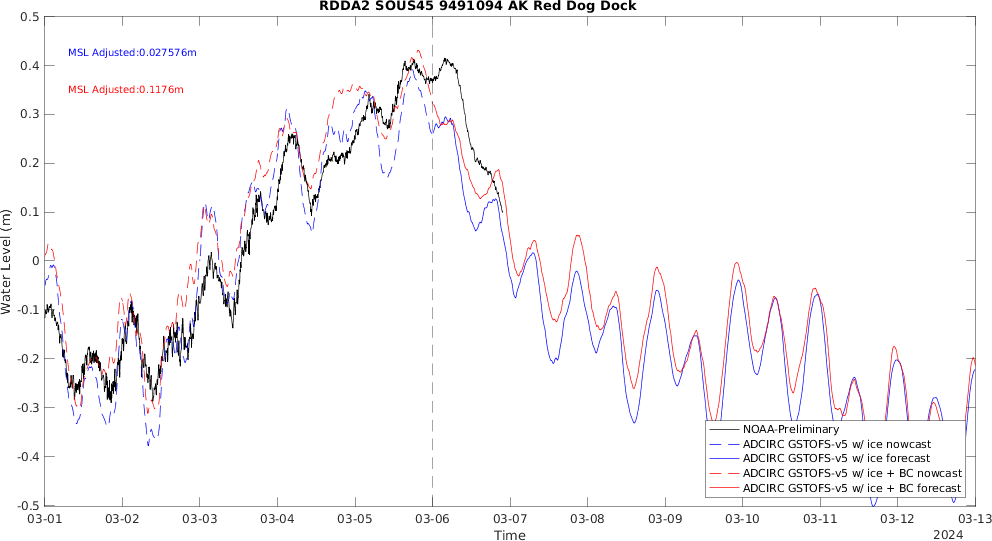 RDDA2 SOUS45 9491094 AK Red Dog Dock
0.5
0.4
0.3
0.2
0.1
0
-0.1
-0.2
-0.3
-0.4
-0.5
Water Level (m)
MSL Adjusted:0.027576m
MSL Adjusted:0.1176m
NOAA-Preliminary
ADCIRC GSTOFS-v5 w/ ice nowcast
ADCIRC GSTOFS-v5 w/ ice forecast
ADCIRC GSTOFS-v5 w/ ice + BC nowcast
ADCIRC GSTOFS-v5 w/ ice + BC forecast
03-01 03-02 03-03 03-04 03-05 03-06 03-07 03-08 03-09 03-10 03-11 03-12 03-13
Time
2024